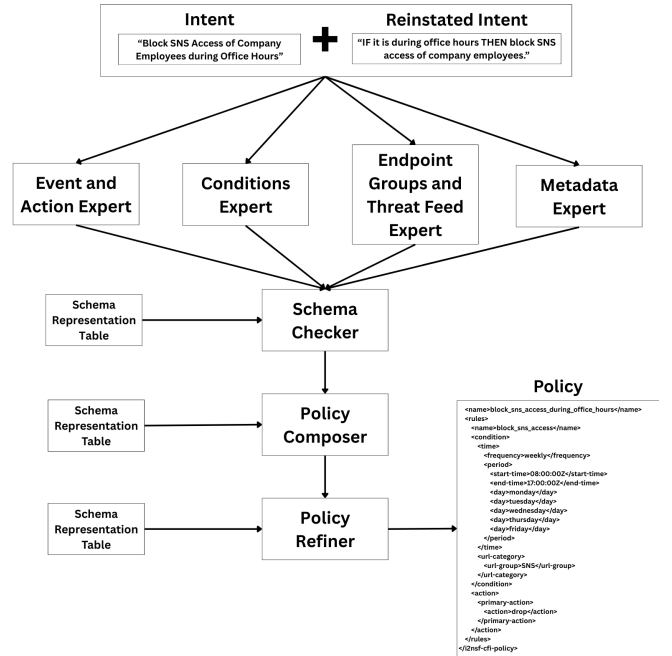 Intent
"Block SNS Access of Company
Employees during Office Hours"
+
Reinstated Intent
"IF it is during office hours THEN block SNS
access of company employees."
Event and
Action Expert
Conditions
Expert
Endpoint
Groups and
Threat Feed
Expert
Metadata
Expert
Schema
Representation
Table
Schema
Checker
Schema
Representation
Table
Policy
Composer
Schema
Representation
Table
Policy
Refiner
Policy
<name>block_sns_access_during_office_hours</name>
<rules>
<name>block_sns_access</name>
<condition>
<time>
<frequency>weekly</frequency>
<period>
<start-time>08:00:00Z</start-time>
<end-time>17:00:00Z</end-time>
<day>monday</day>
<day>tuesday</day>
<day>wednesday</day>
<day>thursday</day>
<day>friday</day>
</period>
</time>
<url-category>
<url-group>SNS</url-group>
</url-category>
</condition>
<action>
<primary-action>
<action>drop</action>
</primary-action>
</action>
</rules>
</i2nsf-cfi-policy>